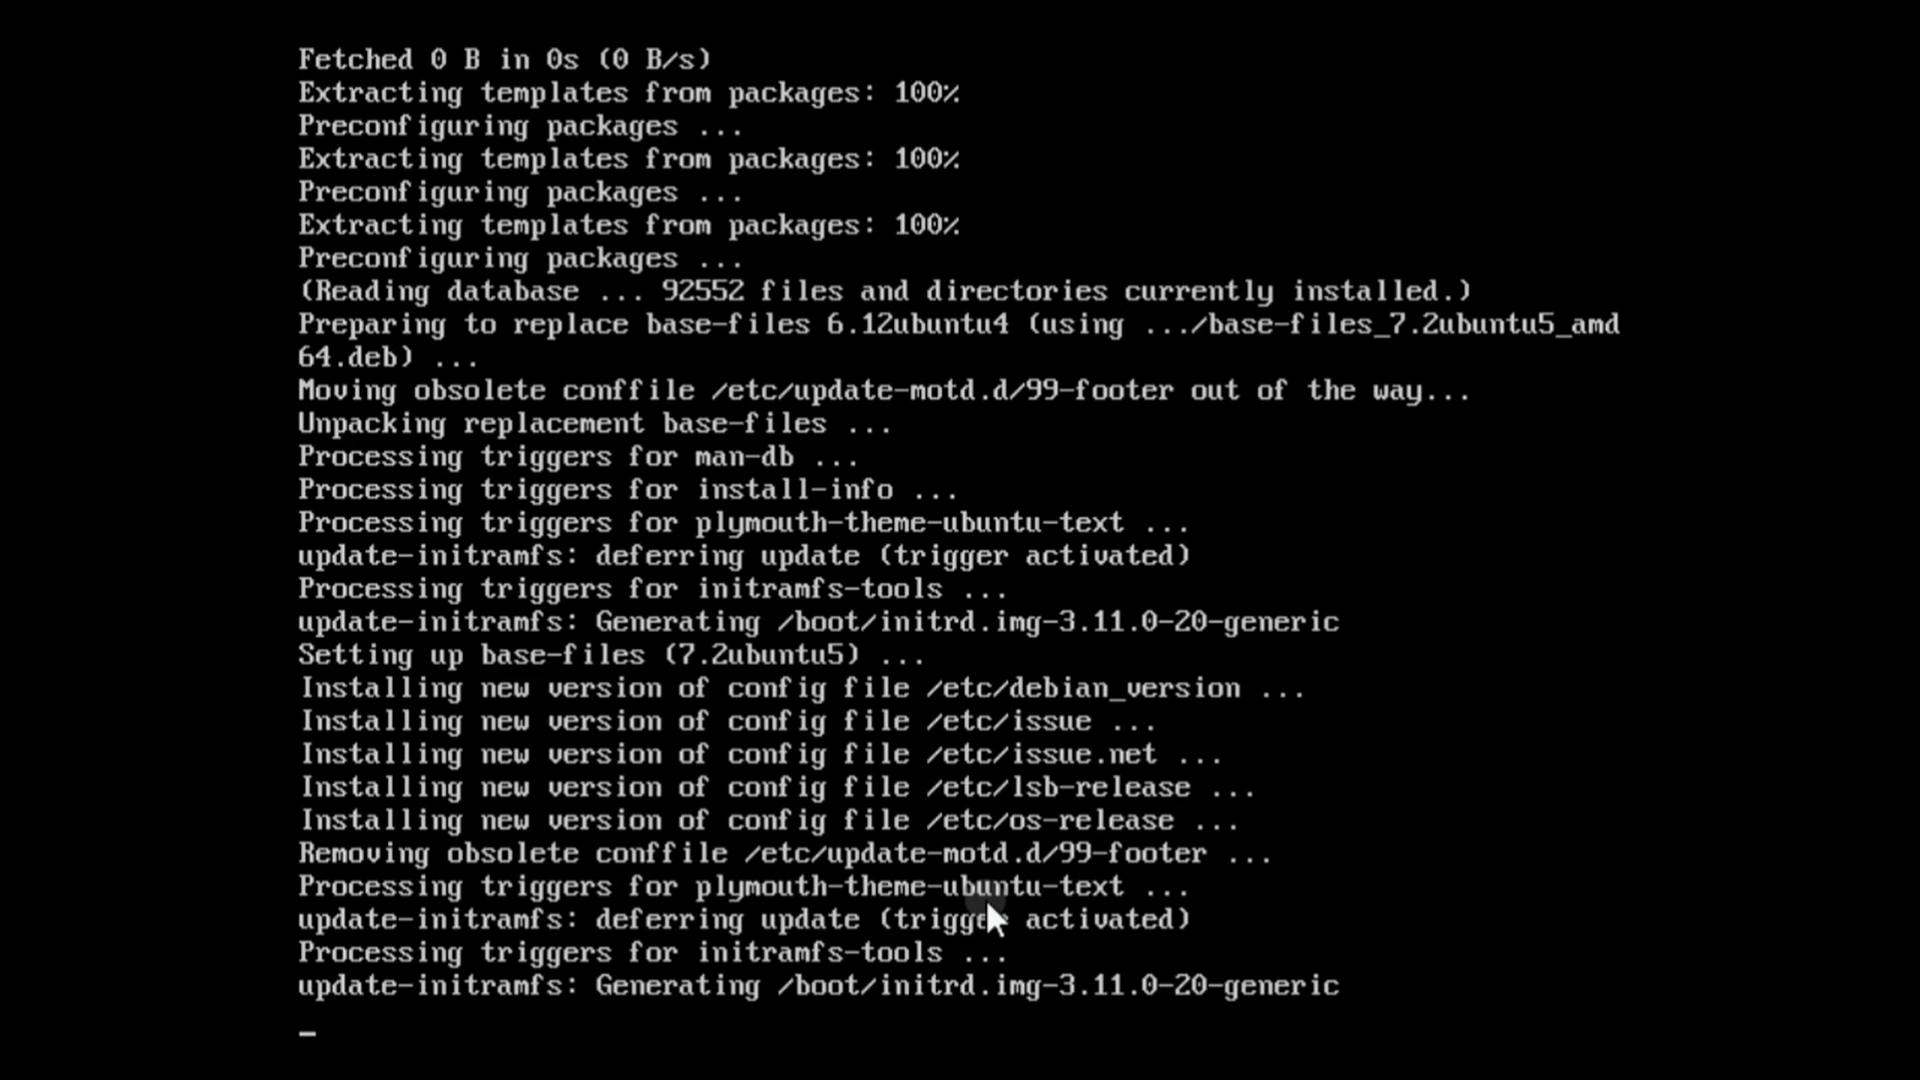 Fetched 0 B in 0s (0 B/s)
Extracting templates from packages: 100%
Preconfiguring packages ...
Extracting templates from packages: 100%
Preconfiguring packages ...
Extracting templates from packages: 100%
Preconfiguring packages ...
(Reading database ... 92552 files and directories currently installed.)
Preparing to replace base-files 6.12ubuntu4 (using .../base-files_7.2ubuntu5_amd
64.deb) ...
Moving obsolete conffile /etc/update-motd.d/99-footer out of the way...
Unpacking replacement base-files ...
Processing triggers for man-db ...
Processing triggers for install-info ...
Processing triggers for plymouth-theme-ubuntu-text ...
update-initramfs: deferring update (trigger activated)
Processing triggers for initramfs-tools ...
update-initramfs: Generating /boot/initrd.img-3.11.0-20-generic
Setting up base-files (7.2ubuntu5) ...
Installing new version of config file /etc/debian_version ...
Installing new version of config file /etc/issue ...
Installing new version of config file /etc/issue.net ...
Installing new version of config file /etc/lsb-release ...
Installing new version of config file /etc/os-release ...
Removing obsolete conffile /etc/update-motd.d/99-footer ...
Processing triggers for plymouth-theme-ubuntu-text ...
update-initramfs: deferring update (trigger activated)
Processing triggers for initramfs-tools ...
update-initramfs: Generating /boot/initrd.img-3.11.0-20-generic